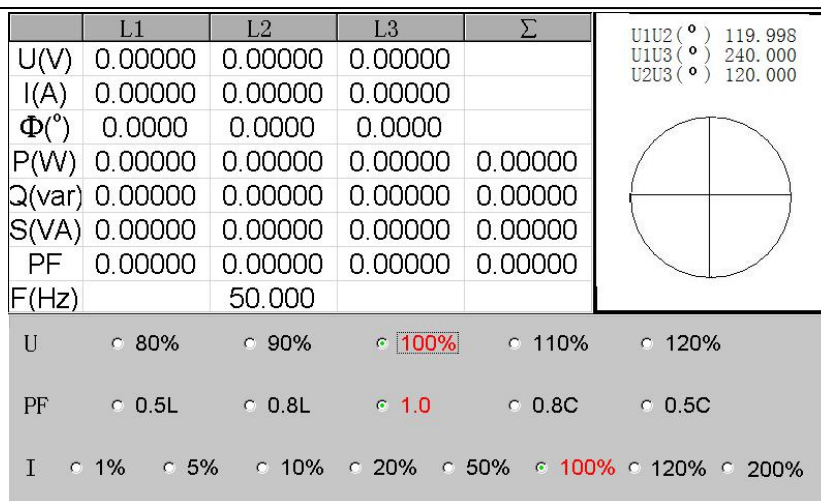 L1 L2 L3 Σ
U(V) 0.00000 0.00000 0.00000
I(A) 0.00000 0.00000 0.00000
Φ(°) 0.0000 0.0000 0.0000
P(W) 0.00000 0.00000 0.00000 0.00000
Q(var) 0.00000 0.00000 0.00000 0.00000
S(VA) 0.00000 0.00000 0.00000 0.00000
PF 0.00000 0.00000 0.00000 0.00000
F(Hz) 50.000
U1U2(°) 119.998
U1U3(°) 240.000
U2U3(°) 120.000
U 80% 90% 100% 110% 120%
PF 0.5L 0.8L 1.0 0.8C 0.5C
I 1% 5% 10% 20% 50% 100% 120% 200%